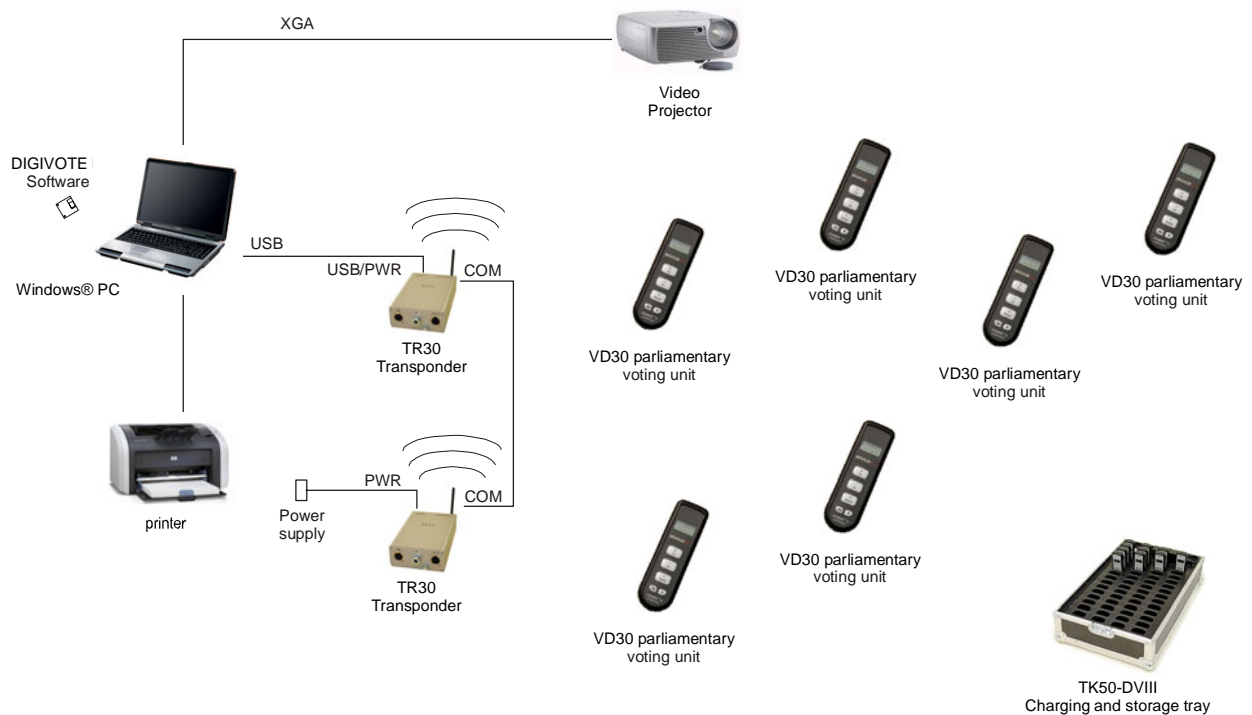 XGA
Video
Projector
DIGIVOTE
Software
Windows® PC
USB
USB/PWR
COM
TR30
Transponder
VD30 parliamentary
voting unit
VD30 parliamentary
voting unit
VD30 parliamentary
voting unit
VD30 parliamentary
voting unit
printer
Power
supply
PWR
COM
TR30
Transponder
VD30 parliamentary
voting unit
VD30 parliamentary
voting unit
TK50-DVIII
Charging and storage tray